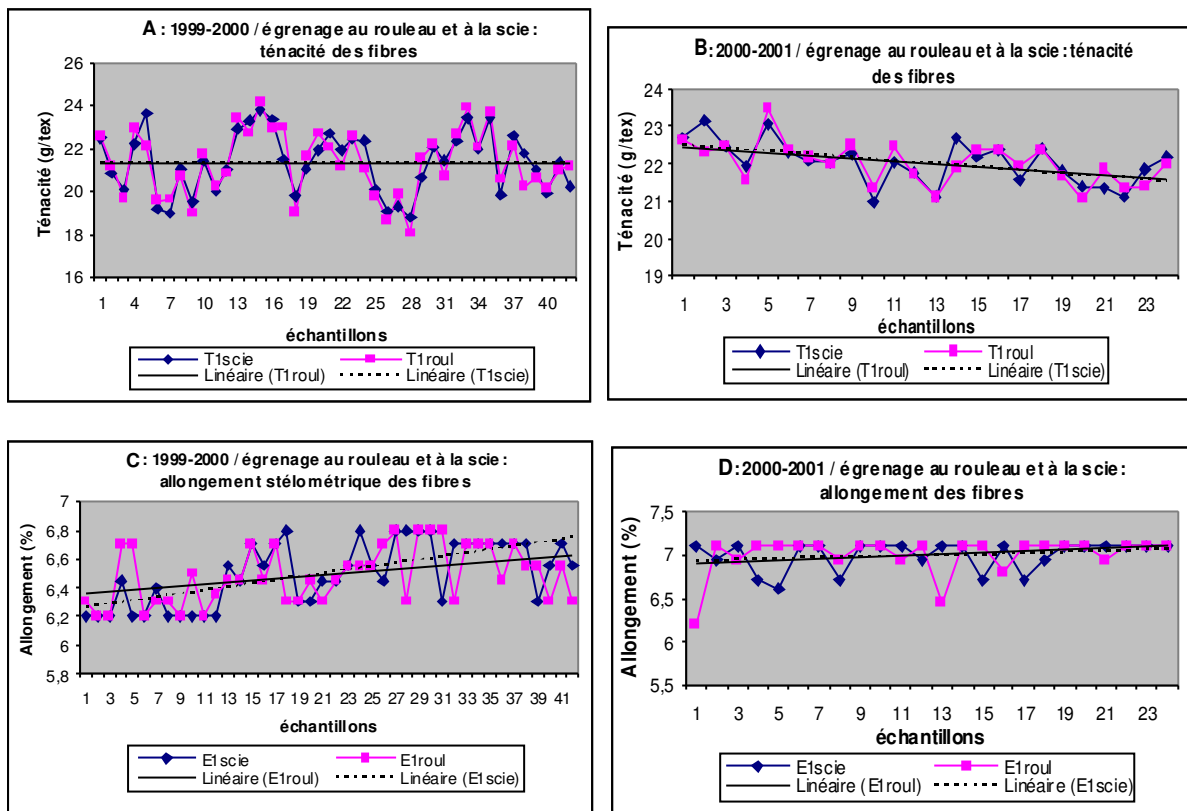 A : 1999-2000 / égrenage au rouleau et à la scie :
ténacité des fibres
Ténacité (g/tex)
26
24
22
20
18
16
1 4 7 10 13 16 19 22 25 28 31 34 37 40
échantillons
T1scie T1roul
Linéaire (T1roul) Linéaire (T1scie)
B: 2000-2001 / égrenage au rouleau et à la scie : ténacité
des fibres
Ténacité (g/tex)
24
23
22
21
20
19
1 3 5 7 9 11 13 15 17 19 21 23
échantillons
T1scie T1roul
Linéaire (T1roul) Linéaire (T1scie)
C : 1999-2000 / égrenage au rouleau et à la scie :
allongement stélométrique des fibres
Allongement (%)
7
6,8
6,6
6,4
6,2
6
5,8
1 3 5 7 9 11 13 15 17 19 21 23 25 27 29 31 33 35 37 39 41
échantillons
E1scie E1roul
Linéaire (E1roul) Linéaire (E1scie)
D: 2000-2001 / égrenage au rouleau et à la scie :
allongement des fibres
Allongement (%)
7,5
7
6,5
6
5,5
1 3 5 7 9 11 13 15 17 19 21 23
échantillons
E1scie E1roul
Linéaire (E1roul) Linéaire (E1scie)